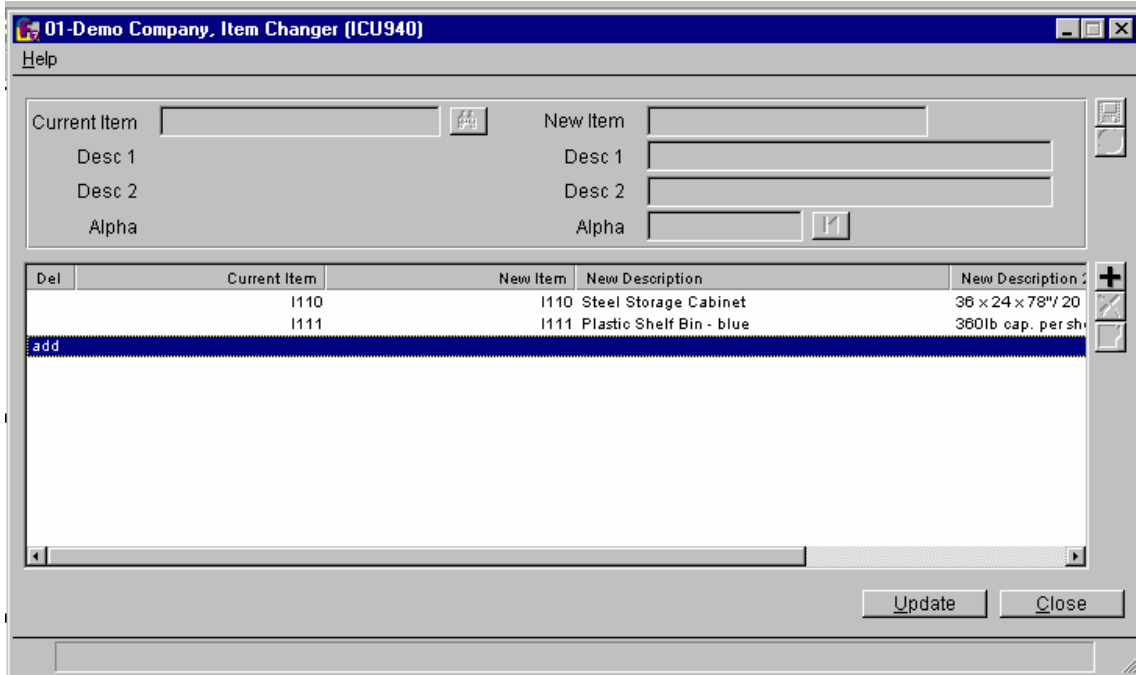 01-Demo Company, Item Changer (ICU940)
Help
Current Item New Item
Desc 1 Desc 1
Desc 2 Desc 2
Alpha Alpha
Del Current Item New Item New Description New Description 2
I110 I110 Steel Storage Cabinet 36 x 24 x 78"/ 20
I111 I111 Plastic Shelf Bin - blue 360lb cap. per she
add
Update Close